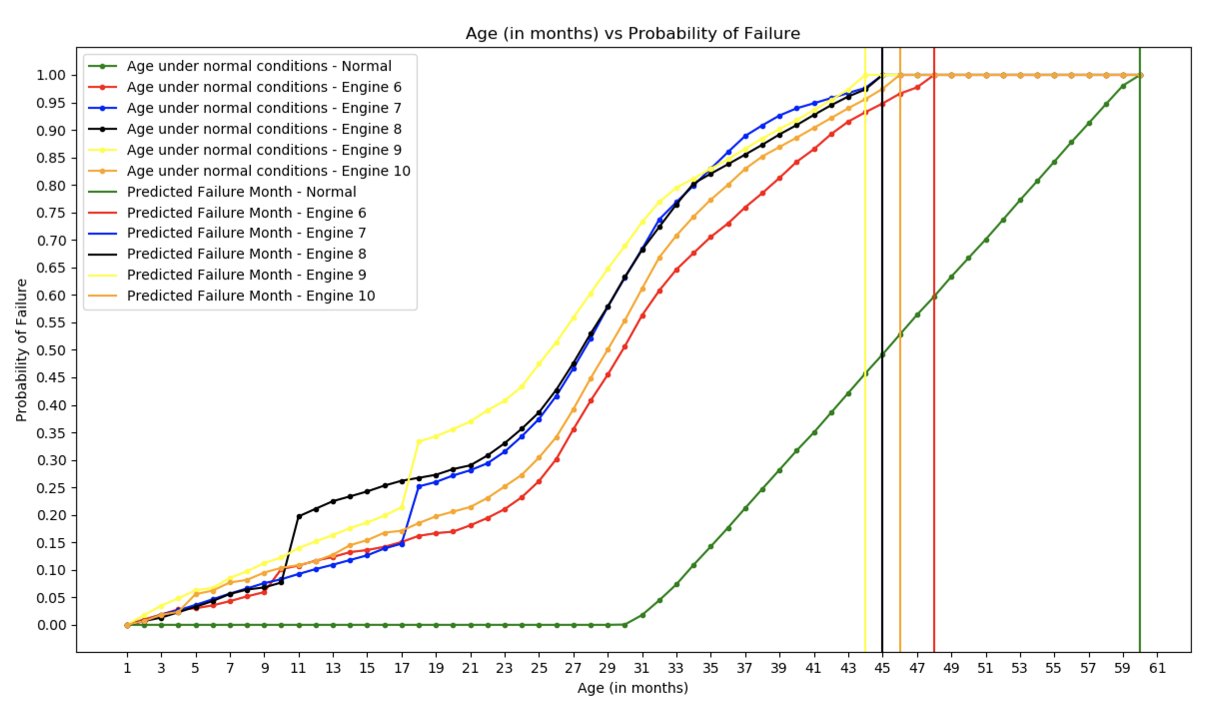 Age (in months) vs Probability of Failure
Age under normal conditions - Normal
Age under normal conditions - Engine 6
Age under normal conditions - Engine 7
Age under normal conditions - Engine 8
Age under normal conditions - Engine 9
Age under normal conditions - Engine 10
Predicted Failure Month - Normal
Predicted Failure Month - Engine 6
Predicted Failure Month - Engine 7
Predicted Failure Month - Engine 8
Predicted Failure Month - Engine 9
Predicted Failure Month - Engine 10
Probability of Failure
1.00
0.95
0.90
0.85
0.80
0.75
0.70
0.65
0.60
0.55
0.50
0.45
0.40
0.35
0.30
0.25
0.20
0.15
0.10
0.05
0.00
1 3 5 7 9 11 13 15 17 19 21 23 25 27 29 31 33 35 37 39 41 43 45 47 49 51 53 55 57 59 61
Age (in months)